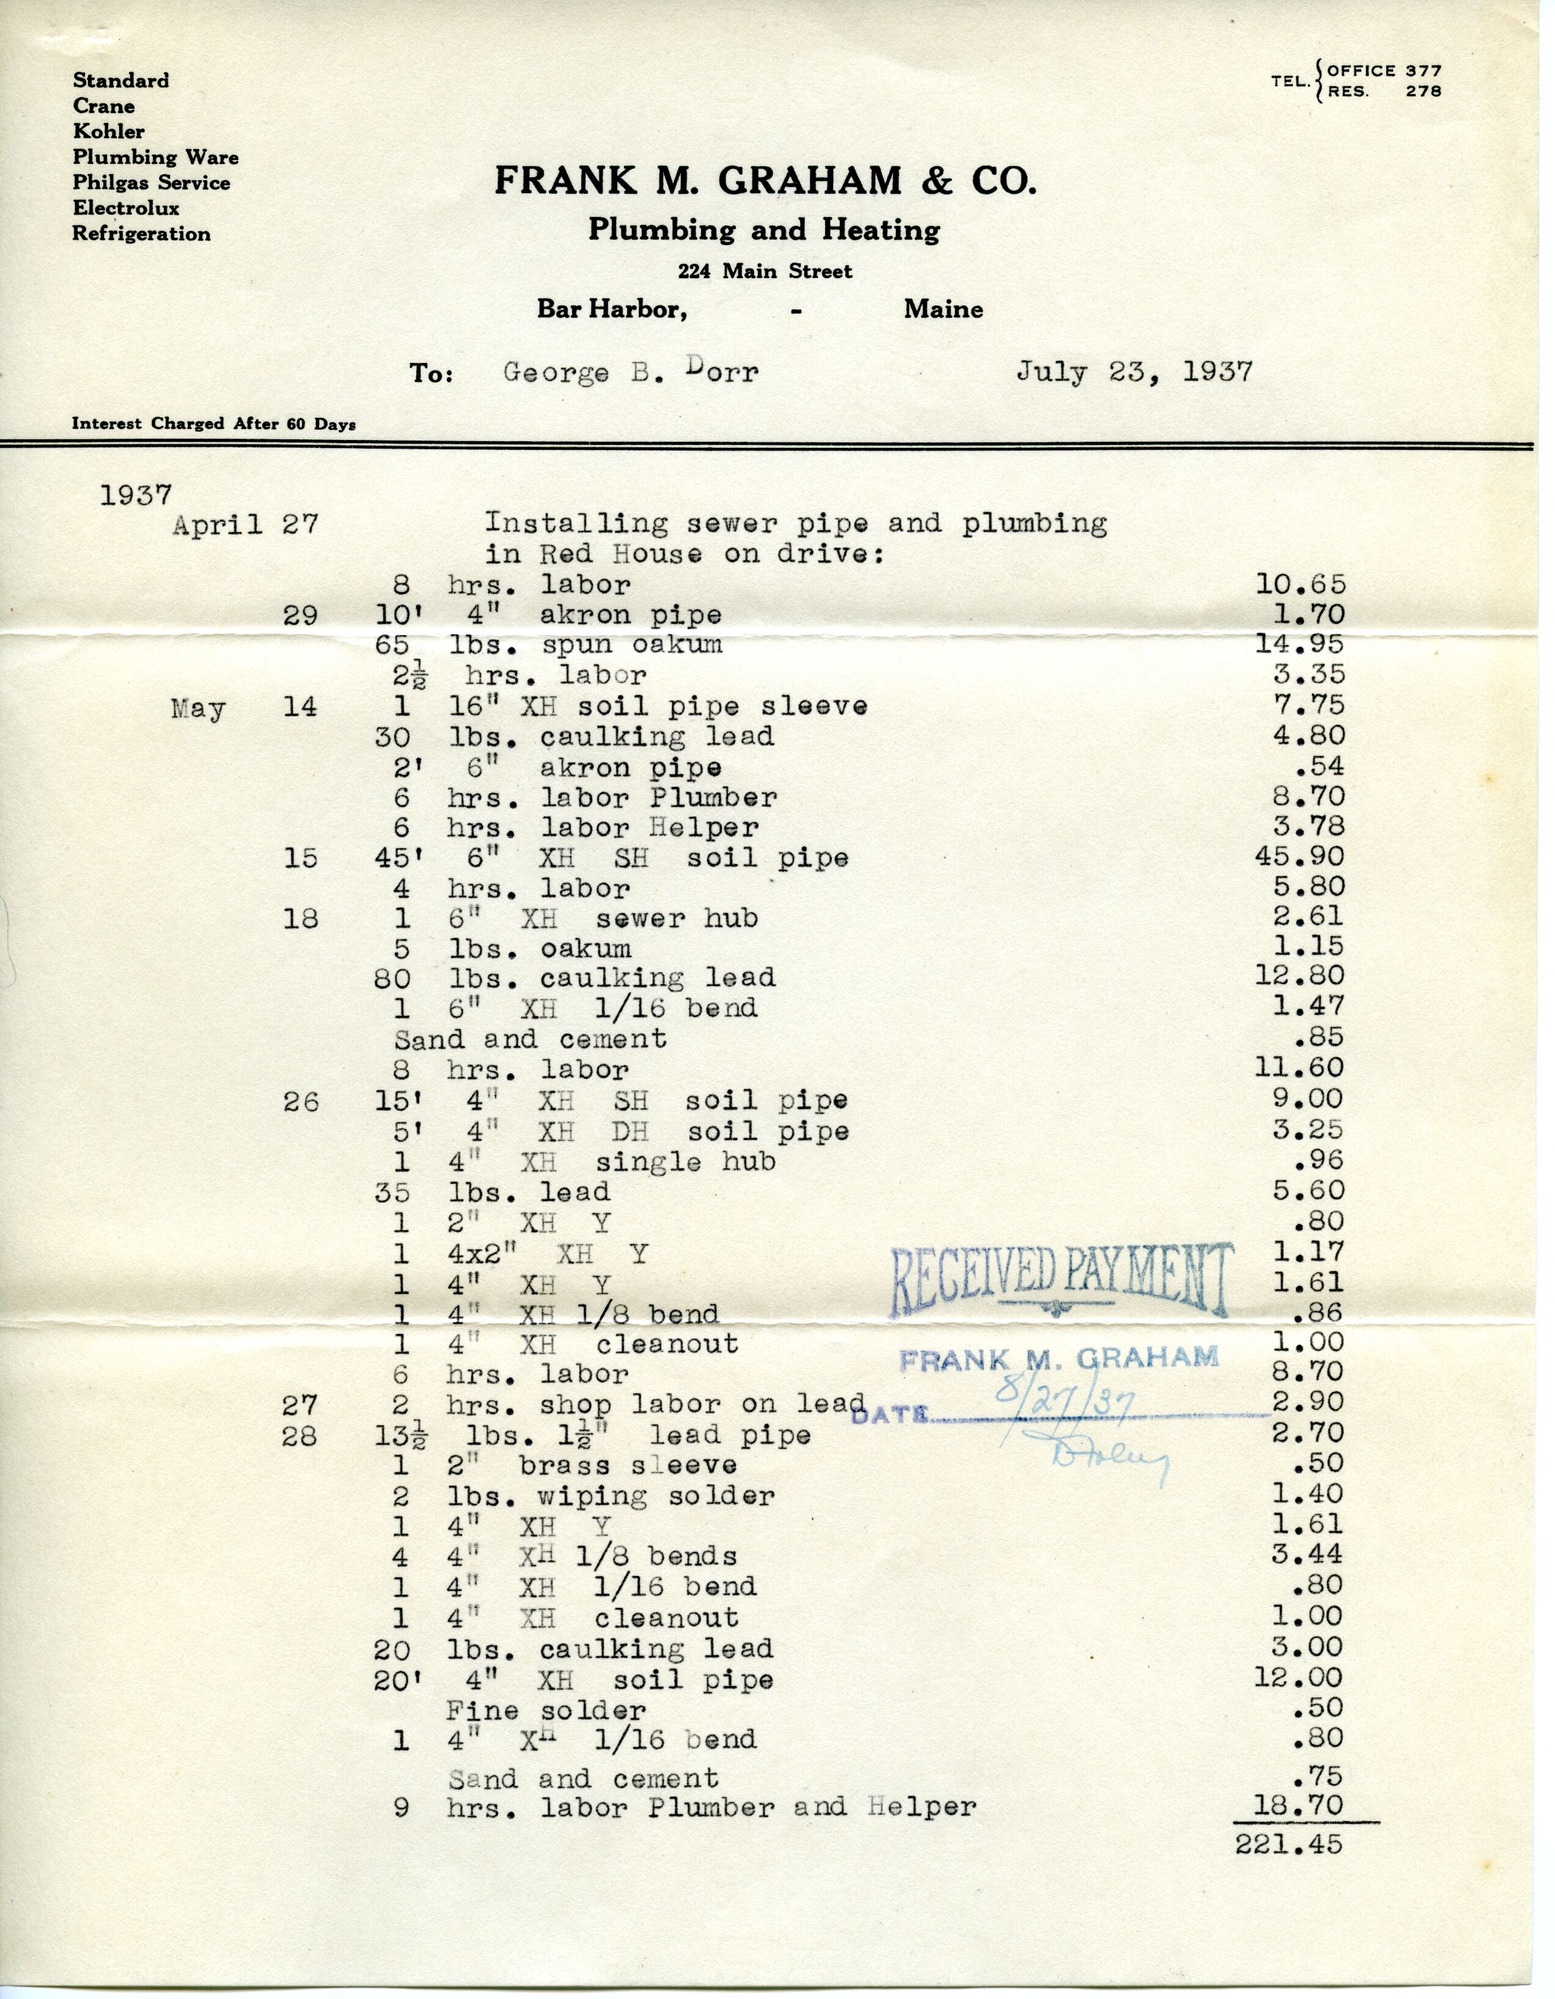 Standard
Crane
Kohler
Plumbing Ware
Philgas Service
Electrolux
Refrigeration
TEL. { OFFICE 377
RES. 278
FRANK M. GRAHAM & CO.
Plumbing and Heating
224 Main Street
Bar Harbor, - Maine
To: George B. Dorr July 23, 1937
Interest Charged After 60 Days
1937
April 27 Installing sewer pipe and plumbing
in Red House on drive:
8 hrs. labor 10.65
29 10' 4" akron pipe 1.70
65 lbs. spun oakum 14.95
2½ hrs. labor 3.35
May 14 1 16" XH soil pipe sleeve 7.75
30 lbs. caulking lead 4.80
2' 6" akron pipe .54
6 hrs. labor Plumber 8.70
6 hrs. labor Helper 3.78
15 45' 6" XH SH soil pipe 45.90
4 hrs. labor 5.80
18 1 6" XH sewer hub 2.61
5 lbs. oakum 1.15
80 lbs. caulking lead 12.80
1 6" XH 1/16 bend 1.47
Sand and cement .85
8 hrs. labor 11.60
26 15' 4" XH SH soil pipe 9.00
5' 4" XH DH soil pipe 3.25
1 4" XH single hub .96
35 lbs. lead 5.60
1 2" XH Y .80
1 4x2" XH Y 1.17
1 4" XH Y 1.61
1 4" XH 1/8 bend .86
1 4" XH cleanout 1.00
6 hrs. labor 8.70
27 2 hrs. shop labor on lead 2.90
28 13½ lbs. 1½" lead pipe 2.70
1 2" brass sleeve .50
2 lbs. wiping solder 1.40
1 4" XH Y 1.61
4 4" XH 1/8 bends 3.44
1 4" XH 1/16 bend .80
1 4" XH cleanout 1.00
20 lbs. caulking lead 3.00
20' 4" XH soil pipe 12.00
Fine solder .50
1 4" XH 1/16 bend .80
Sand and cement .75
9 hrs. labor Plumber and Helper 18.70
221.45
RECEIVED PAYMENT
FRANK M. GRAHAM
DATE 8/27/37